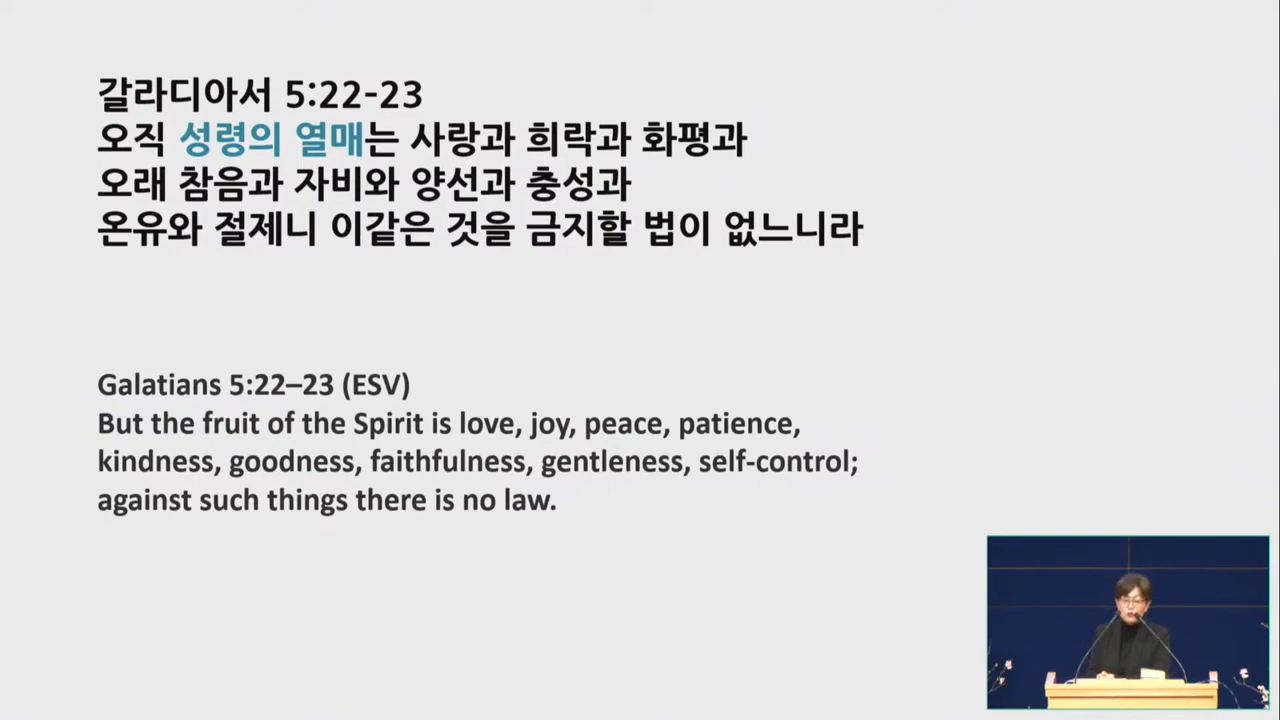 갈라디아서 5:22-23
오직 성령의 열매는 사랑과 희락과 화평과
오래 참음과 자비와 양선과 충성과
온유와 절제니 이같은 것을 금지할 법이 없느니라
Galatians 5:22–23 (ESV)
But the fruit of the Spirit is love, joy, peace, patience,
kindness, goodness, faithfulness, gentleness, self-control;
against such things there is no law.